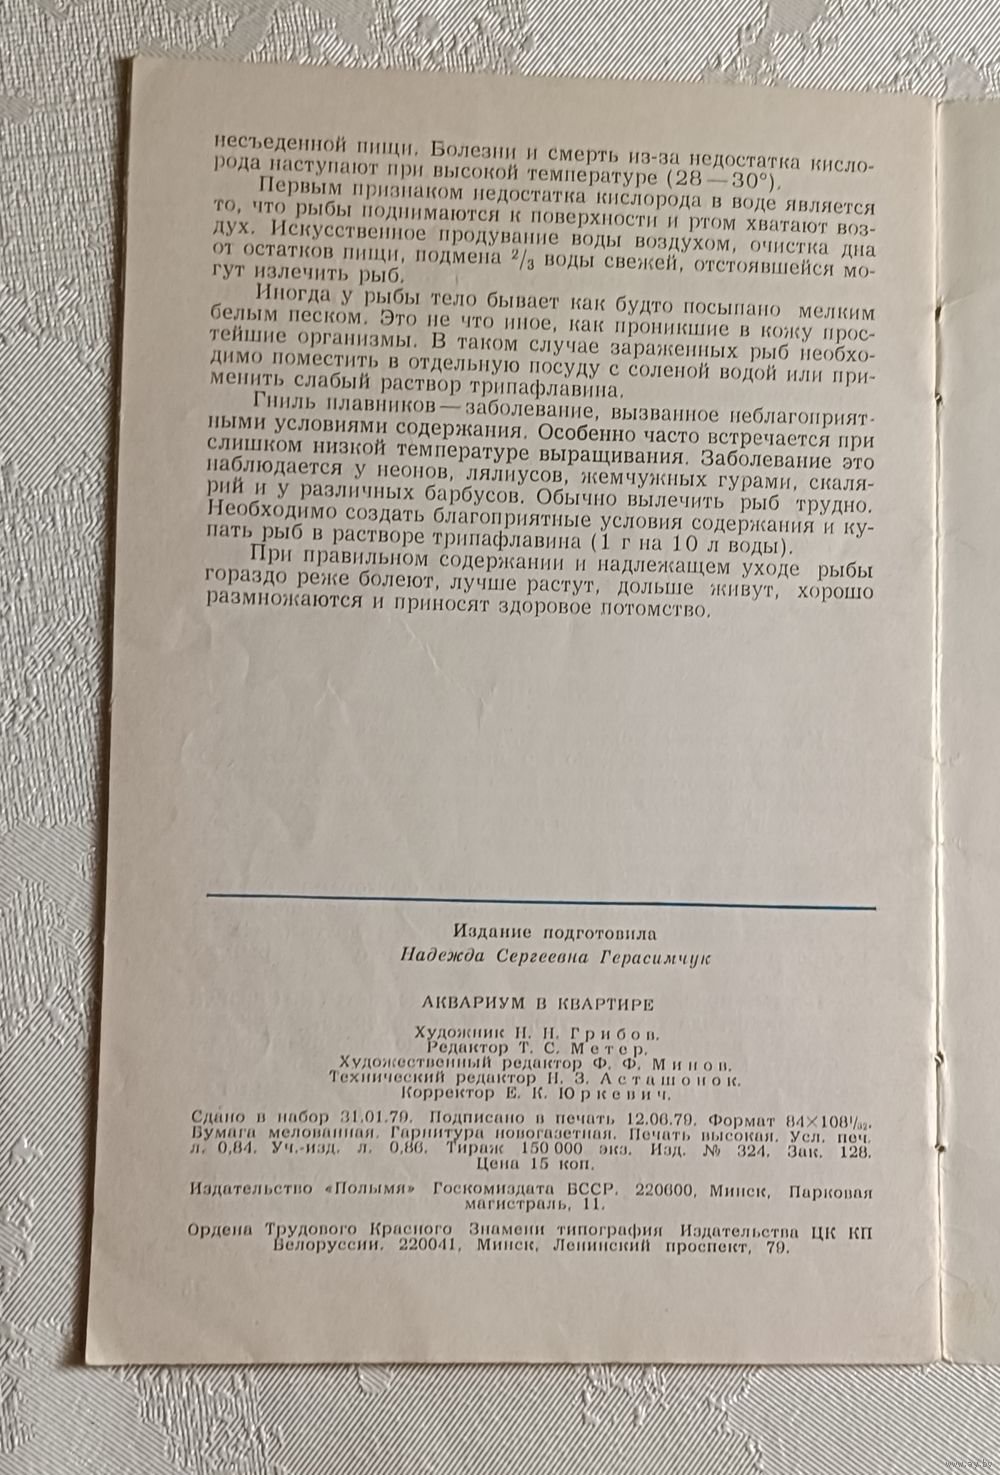 несъеденной пищи. Болезни и смерть из-за недостатка кисло-
рода наступают при высокой температуре (28 — 30°).
Первым признаком недостатка кислорода в воде является
то, что рыбы поднимаются к поверхности и ртом хватают воз-
дух. Искусственное продувание воды воздухом, очистка дна
от остатков пищи, подмена 2/3 воды свежей, отстоявшейся мо-
гут излечить рыб.
Иногда у рыбы тело бывает как будто посыпано мелким
белым песком. Это не что иное, как проникшие в кожу прос-
тейшие организмы. В таком случае зараженных рыб необхо-
димо поместить в отдельную посуду с соленой водой или при-
менить слабый раствор трипафлавина.
Гниль плавников — заболевание, вызванное неблагоприят-
ными условиями содержания. Особенно часто встречается при
слишком низкой температуре выращивания. Заболевание это
наблюдается у неонов, лялиусов, жемчужных гурами, скаля-
рий и у различных барбусов. Обычно вылечить рыб трудно.
Необходимо создать благоприятные условия содержания и ку-
пать рыб в растворе трипафлавина (1 г на 10 л воды).
При правильном содержании и надлежащем уходе рыбы
гораздо реже болеют, лучше растут, дольше живут, хорошо
размножаются и приносят здоровое потомство.
Издание подготовила
Надежда Сергеевна Герасимчук
АКВАРИУМ В КВАРТИРЕ
Художник Н. Н. Грибов.
Редактор Т. С. Метер.
Художественный редактор Ф. Ф. Минов.
Технический редактор Н. З. Асташонок.
Корректор Е. К. Юркевич.
Сдано в набор 31.01.79. Подписано в печать 12.06.79. Формат 84×108 1/32.
Бумага мелованная. Гарнитура новогазетная. Печать высокая. Усл. печ.
л. 0,84. Уч.-изд. л. 0,86. Тираж 150 000 экз. Изд. № 324. Зак. 128.
Цена 15 коп.
Издательство «Полымя» Госкомиздата БССР. 220600, Минск, Парковая
магистраль, 11.
Ордена Трудового Красного Знамени типография Издательства ЦК КП
Белоруссии. 220041, Минск, Ленинский проспект, 79.
www.ay.by